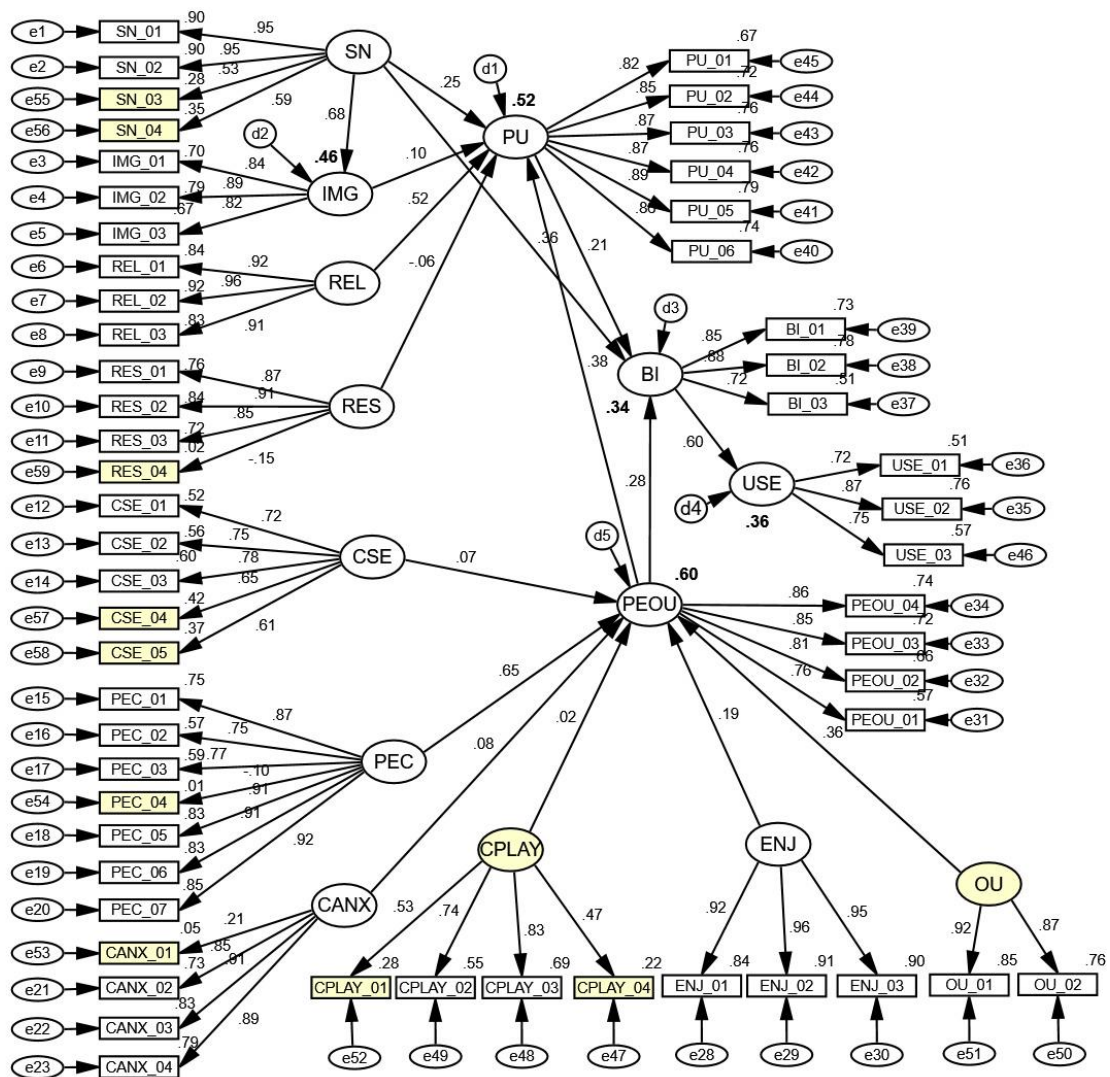 e1 SN_01 .90 .95
e2 SN_02 .90 .95
e55 SN_03 .28 .53
e56 SN_04 .35 .59
SN
.25
.68
d1
.52
PU
d2
.46
IMG
.10
e3 IMG_01 .70 .84
e4 IMG_02 .79 .89
e5 IMG_03 .67 .82
.52
REL
e6 REL_01 .84 .92
e7 REL_02 .92 .96
e8 REL_03 .83 .91
-.06
RES
e9 RES_01 .76 .87
e10 RES_02 .84 .91
e11 RES_03 .72 .85
e59 RES_04 .02 -.15
.82 PU_01 .67 e45
.85 PU_02 .72 e44
.87 PU_03 .76 e43
.87 PU_04 .76 e42
.89 PU_05 .79 e41
.86 PU_06 .74 e40
.36
.21
d3
BI
.34
.38
.28
.85 BI_01 .73 e39
.88 BI_02 .78 e38
.72 BI_03 .51 e37
.60
USE
d4
.36
.72 USE_01 .51 e36
.87 USE_02 .76 e35
.75 USE_03 .57 e46
e12 CSE_01 .52 .72
e13 CSE_02 .56 .75
e14 CSE_03 .60 .78
e57 CSE_04 .42 .65
e58 CSE_05 .37 .61
CSE
.07
d5
.60
PEOU
.86 PEOU_04 .74 e34
.85 PEOU_03 .72 e33
.81 PEOU_02 .66 e32
.76 PEOU_01 .57 e31
e15 PEC_01 .75 .87
e16 PEC_02 .57 .75
e17 PEC_03 .59 .77
e54 PEC_04 .01 -.10
e18 PEC_05 .83 .91
e19 PEC_06 .83 .91
e20 PEC_07 .85 .92
PEC
.65
.08
.02
.19
.36
CANX
e53 CANX_01 .05 .21
e21 CANX_02 .73 .85
e22 CANX_03 .83 .91
e23 CANX_04 .79 .89
CPLAY
.53 .74 .83 .47
.28 .55 .69 .22
CPLAY_01 CPLAY_02 CPLAY_03 CPLAY_04
e52 e49 e48 e47
ENJ
.92 .96 .95
.84 .91 .90
ENJ_01 ENJ_02 ENJ_03
e28 e29 e30
OU
.92 .87
.85 .76
OU_01 OU_02
e51 e50